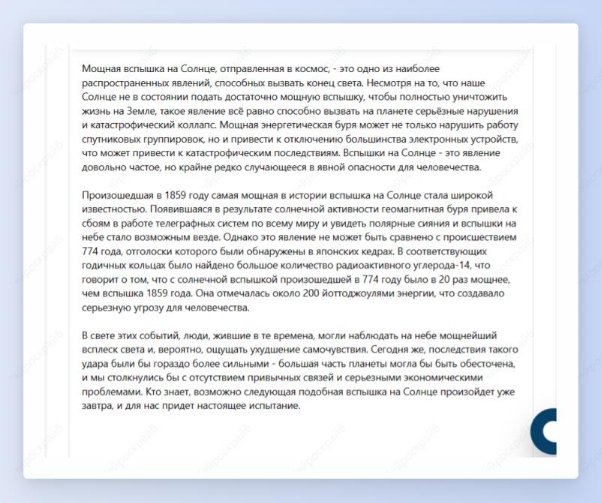 Мощная вспышка на Солнце, отправленная в космос, - это одно из наиболее
распространенных явлений, способных вызвать конец света. Несмотря на то, что наше
Солнце не в состоянии подать достаточно мощную вспышку, чтобы полностью уничтожить
жизнь на Земле, такое явление всё равно способно вызвать на планете серьёзные нарушения
и катастрофический коллапс. Мощная энергетическая буря может не только нарушить работу
спутниковых группировок, но и привести к отключению большинства электронных устройств,
что может привести к катастрофическим последствиям. Вспышки на Солнце - это явление
довольно частое, но крайне редко случающееся в явной опасности для человечества.
Произошедшая в 1859 году самая мощная в истории вспышка на Солнце стала широкой
известностью. Появившаяся в результате солнечной активности геомагнитная буря привела к
сбоям в работе телеграфных систем по всему миру и увидеть полярные сияния и вспышки на
небе стало возможным везде. Однако это явление не может быть сравнено с происшествием
774 года, отголоски которого были обнаружены в японских кедрах. В соответствующих
годичных кольцах было найдено большое количество радиоактивного углерода-14, что
говорит о том, что с солнечной вспышкой произошедшей в 774 году было в 20 раз мощнее,
чем вспышка 1859 года. Она отмечалась около 200 йоттоджоулями энергии, что создавало
серьезную угрозу для человечества.
В свете этих событий, люди, жившие в те времена, могли наблюдать на небе мощнейший
всплеск света и, вероятно, ощущать ухудшение самочувствия. Сегодня же, последствия такого
удара были бы гораздо более сильными - большая часть планеты могла бы быть обесточена,
и мы столкнулись бы с отсутствием привычных связей и серьезными экономическими
проблемами. Кто знает, возможно следующая подобная вспышка на Солнце произойдет уже
завтра, и для нас придет настоящее испытание.